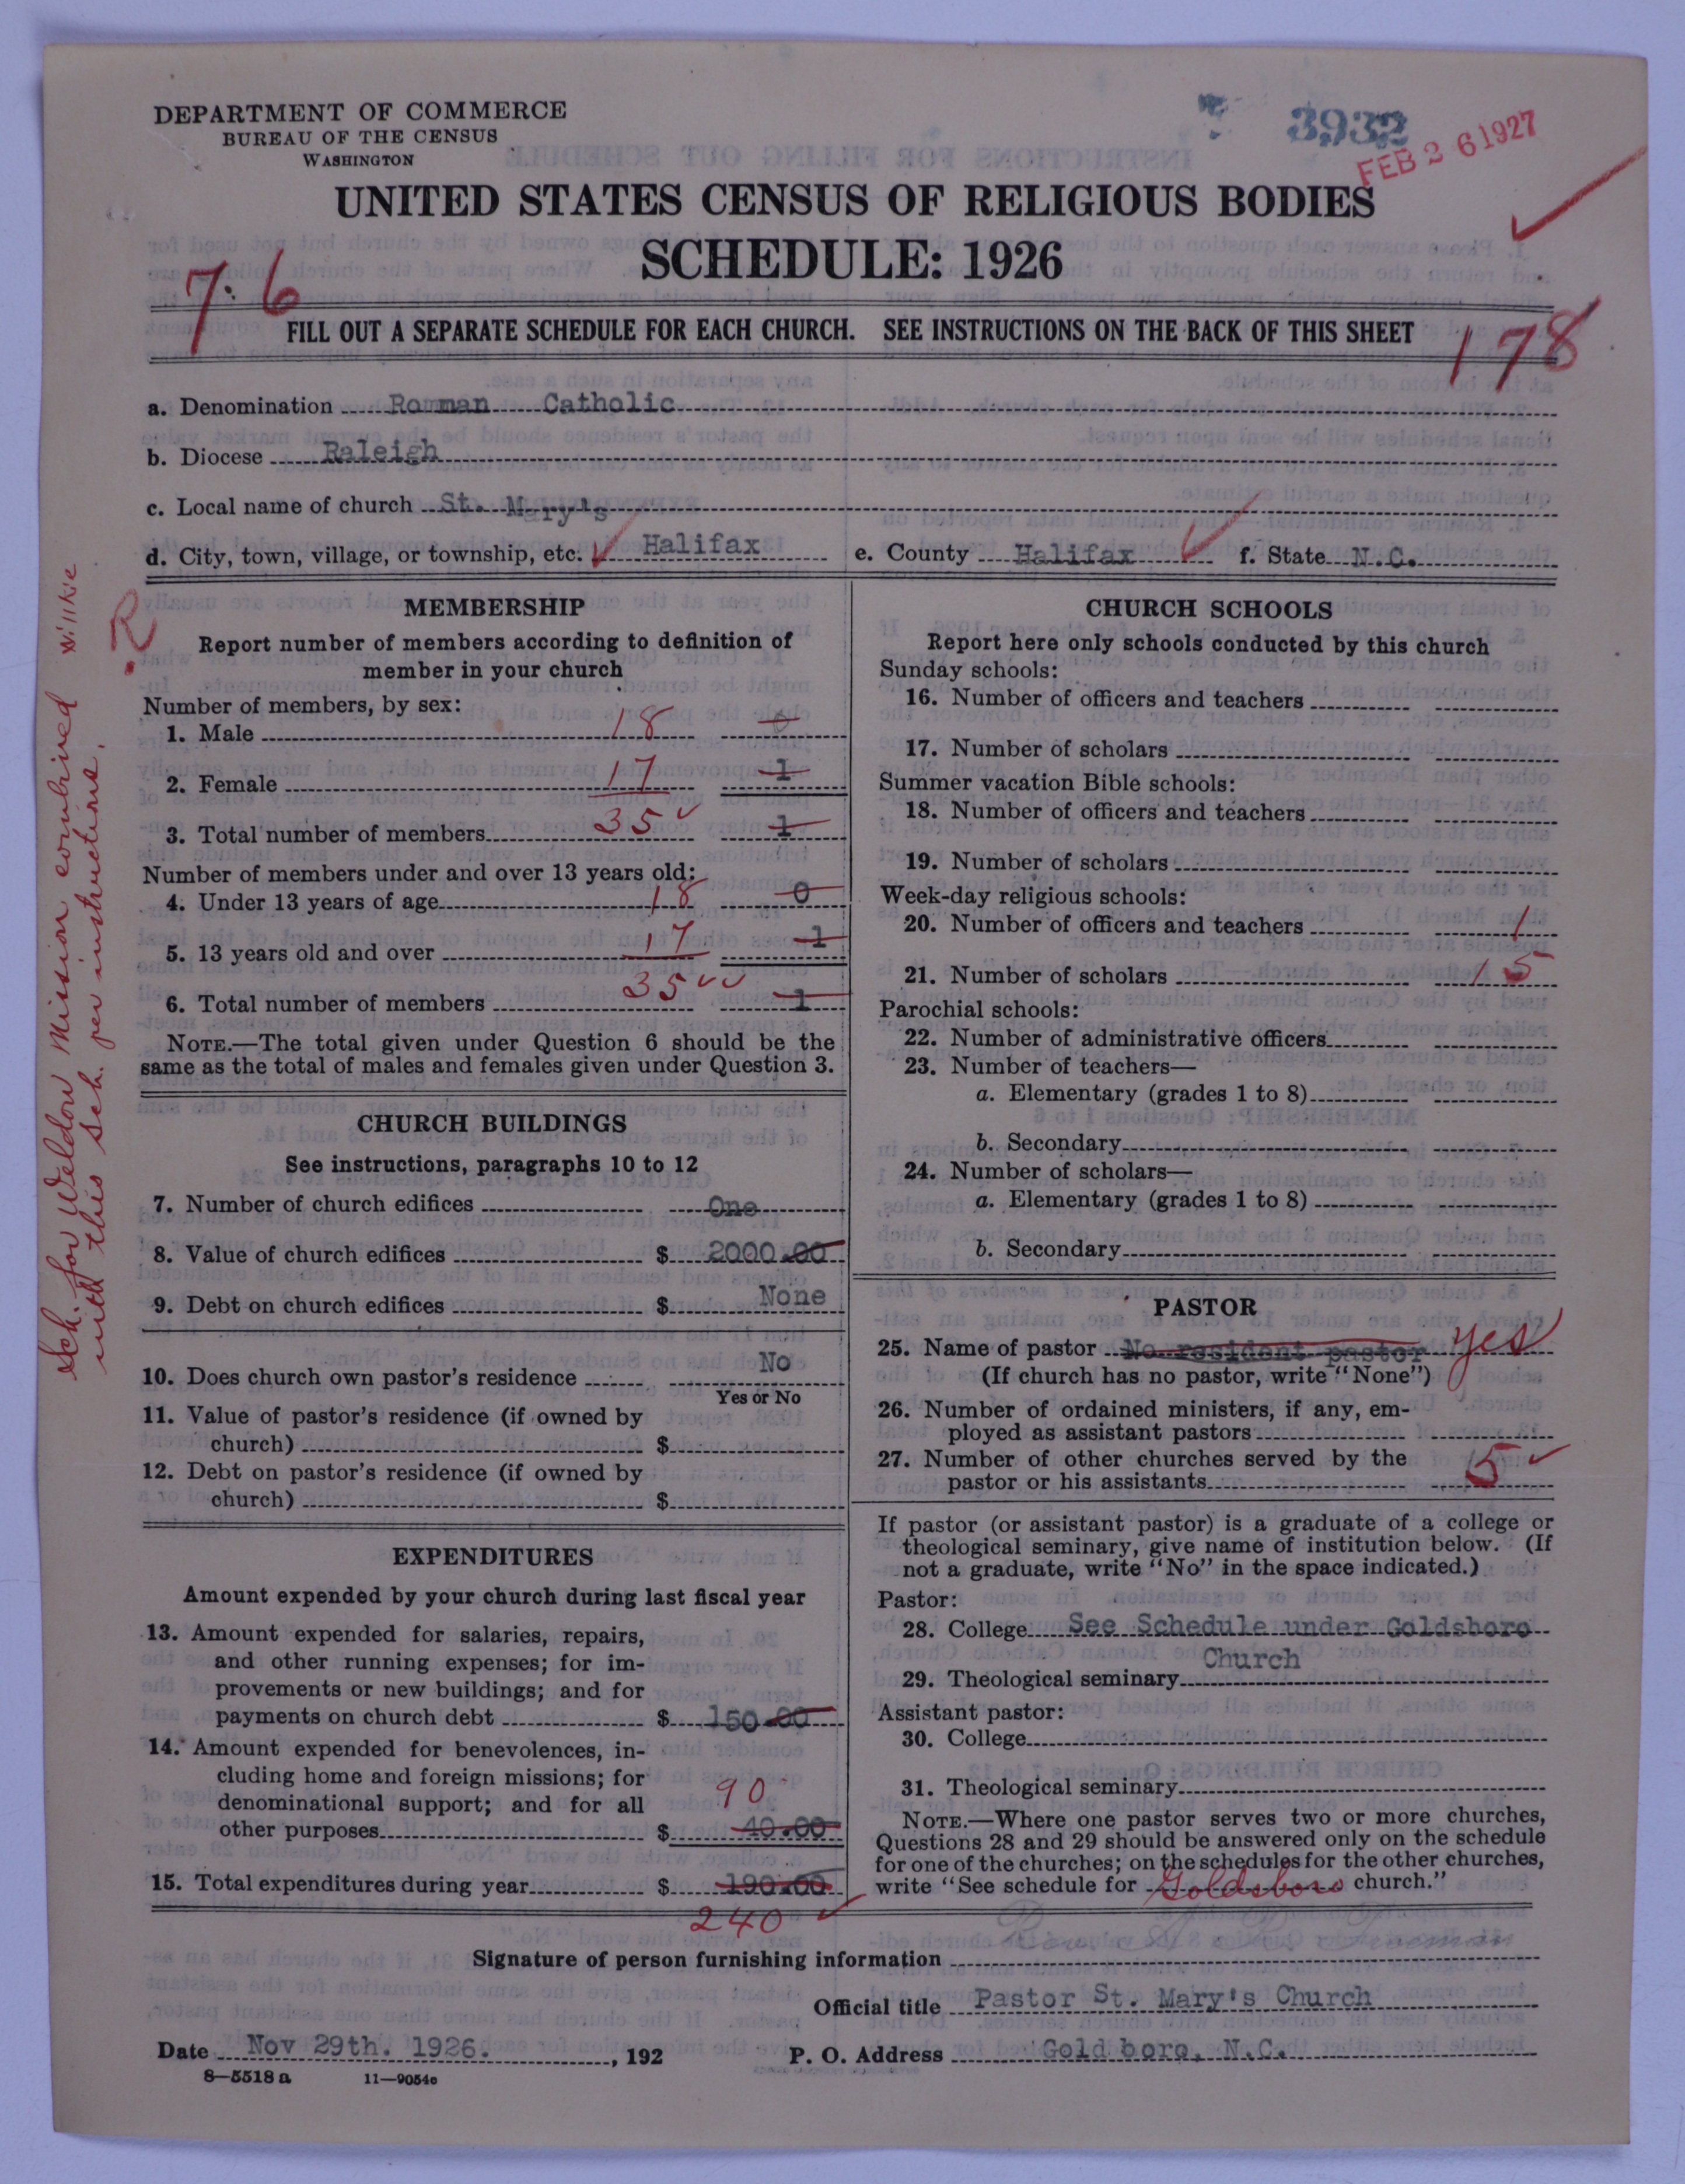 DEPARTMENT OF COMMERCE
BUREAU OF THE CENSUS
WASHINGTON
3932
FEB 26 1927
UNITED STATES CENSUS OF RELIGIOUS BODIES
SCHEDULE: 1926
7.6
FILL OUT A SEPARATE SCHEDULE FOR EACH CHURCH. SEE INSTRUCTIONS ON THE BACK OF THIS SHEET
178
a. Denomination Rouman Catholic
b. Diocese Raleigh
c. Local name of church St. Mary's
d. City, town, village, or township, etc. Halifax e. County Halifax f. State N.C.
Sch. for Weldon Mission combined
with this Sch. per instructions.
R
MEMBERSHIP
Report number of members according to definition of
member in your church
Number of members, by sex:
1. Male 18 0
2. Female 17 1
3. Total number of members 35 1
Number of members under and over 13 years old:
4. Under 13 years of age 18 0
5. 13 years old and over 17 1
6. Total number of members 35 1
NOTE.—The total given under Question 6 should be the
same as the total of males and females given under Question 3.
CHURCH BUILDINGS
See instructions, paragraphs 10 to 12
7. Number of church edifices One
8. Value of church edifices $ 2000.00
9. Debt on church edifices $ None
10. Does church own pastor's residence No
Yes or No
11. Value of pastor's residence (if owned by
church) $
12. Debt on pastor's residence (if owned by
church) $
EXPENDITURES
Amount expended by your church during last fiscal year
13. Amount expended for salaries, repairs,
and other running expenses; for im-
provements or new buildings; and for
payments on church debt $ 150.00
14. Amount expended for benevolences, in-
cluding home and foreign missions; for
denominational support; and for all
90
other purposes $ 40.00
15. Total expenditures during year $ 190.00
240
CHURCH SCHOOLS
Report here only schools conducted by this church
Sunday schools:
16. Number of officers and teachers
17. Number of scholars
Summer vacation Bible schools:
18. Number of officers and teachers
19. Number of scholars
Week-day religious schools:
20. Number of officers and teachers 1
21. Number of scholars 15
Parochial schools:
22. Number of administrative officers
23. Number of teachers—
a. Elementary (grades 1 to 8)
b. Secondary
24. Number of scholars—
a. Elementary (grades 1 to 8)
b. Secondary
PASTOR
25. Name of pastor No resident pastor Yes
(If church has no pastor, write "None")
26. Number of ordained ministers, if any, em-
ployed as assistant pastors
27. Number of other churches served by the
pastor or his assistants 5
If pastor (or assistant pastor) is a graduate of a college or
theological seminary, give name of institution below. (If
not a graduate, write "No" in the space indicated.)
Pastor:
28. College See Schedule under Goldsboro
Church
29. Theological seminary
Assistant pastor:
30. College
31. Theological seminary
NOTE.—Where one pastor serves two or more churches,
Questions 28 and 29 should be answered only on the schedule
for one of the churches; on the schedules for the other churches,
write "See schedule for Goldsboro church."
Signature of person furnishing information
Official title Pastor St. Mary's Church
Date Nov 29th. 1926. , 192
P. O. Address Gold boro, N.C.
8—5518 a 11—9054c